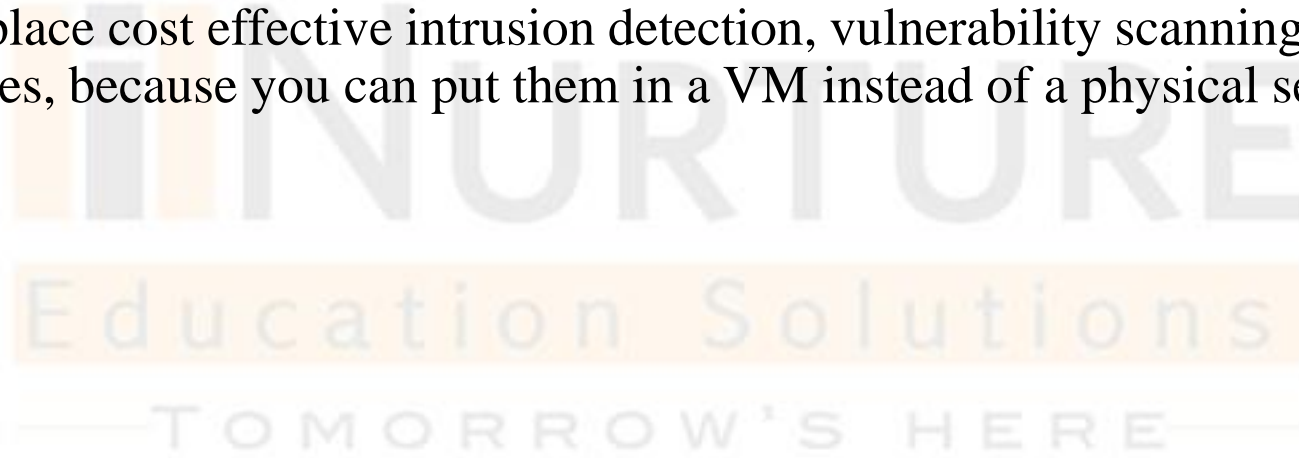 place cost effective intrusion detection, vulnerability scanning
es, because you can put them in a VM instead of a physical se
iNURTURE
Education Solutions
TOMORROW'S HERE